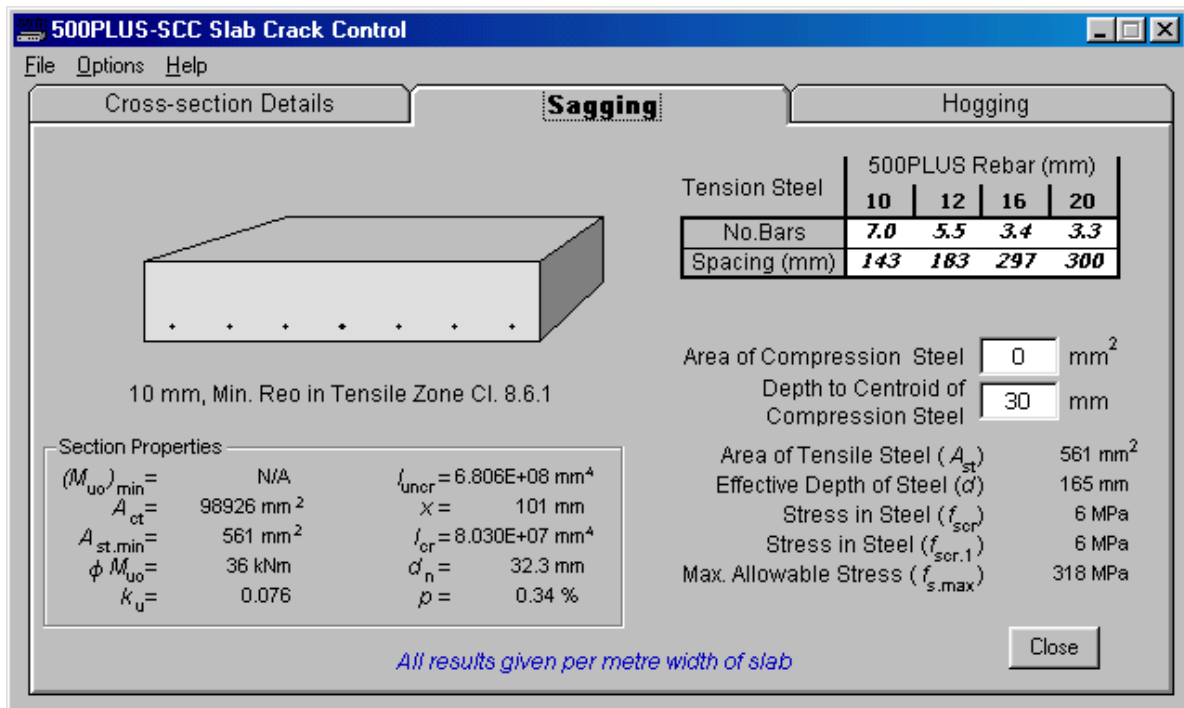 500PLUS-SCC Slab Crack Control
File Options Help
Cross-section Details Sagging Hogging
Tension Steel 500PLUS Rebar (mm)
10 12 16 20
No.Bars 7.0 5.5 3.4 3.3
Spacing (mm) 143 183 297 300
10 mm, Min. Reo in Tensile Zone Cl. 8.6.1
Area of Compression Steel 0 mm²
Depth to Centroid of Compression Steel 30 mm
Section Properties
(Muo)min= N/A Iuncr= 6.806E+08 mm⁴
Act= 98926 mm² x= 101 mm
Ast.min= 561 mm² Icr= 8.030E+07 mm⁴
ϕ Muo= 36 kNm dn= 32.3 mm
ku= 0.076 p= 0.34 %
Area of Tensile Steel (Ast) 561 mm²
Effective Depth of Steel (d) 165 mm
Stress in Steel (fscr) 6 MPa
Stress in Steel (fscr.1) 6 MPa
Max. Allowable Stress (fs.max) 318 MPa
All results given per metre width of slab
Close